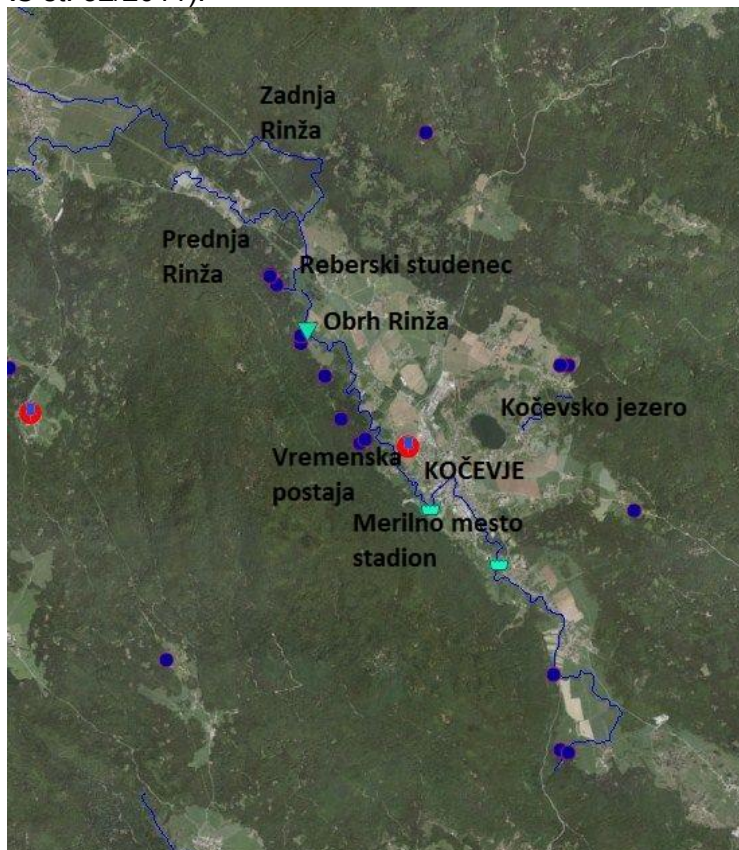 Zadnja
Rinža
Prednja
Rinža
Reberski studenec
Obrh Rinža
Kočevsko jezero
Vremenska
postaja
KOČEVJE
Merilno mesto
stadion